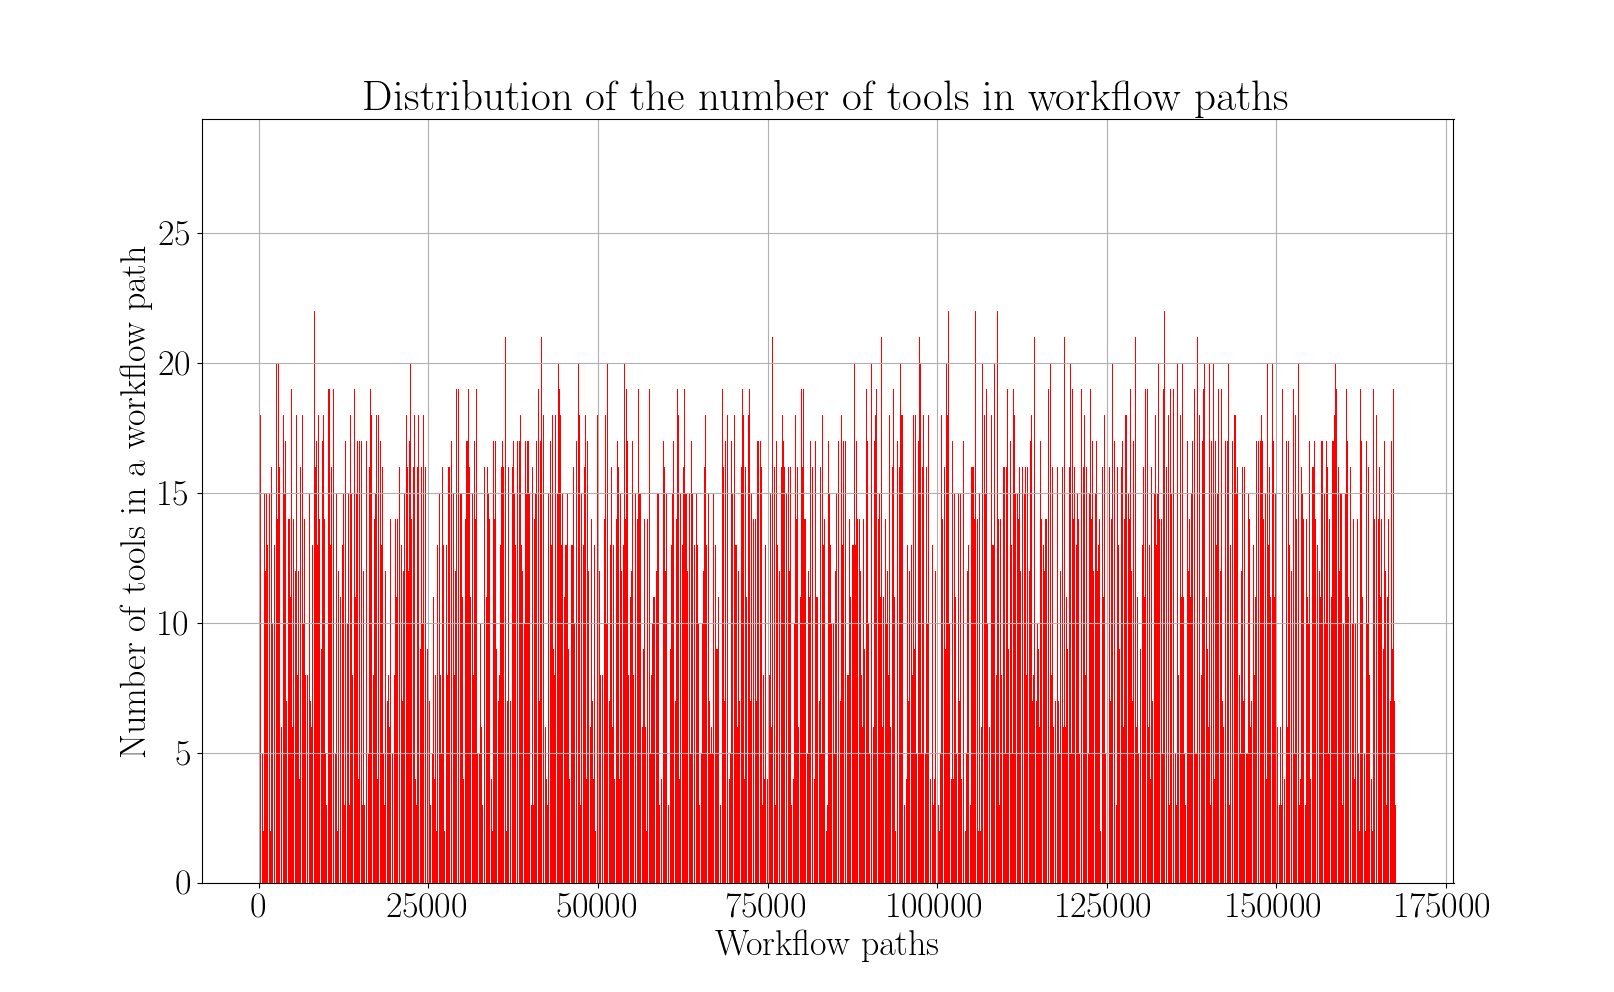 Distribution of the number of tools in workflow paths
Number of tools in a workflow path
25
20
15
10
5
0
0 25000 50000 75000 100000 125000 150000 175000
Workflow paths